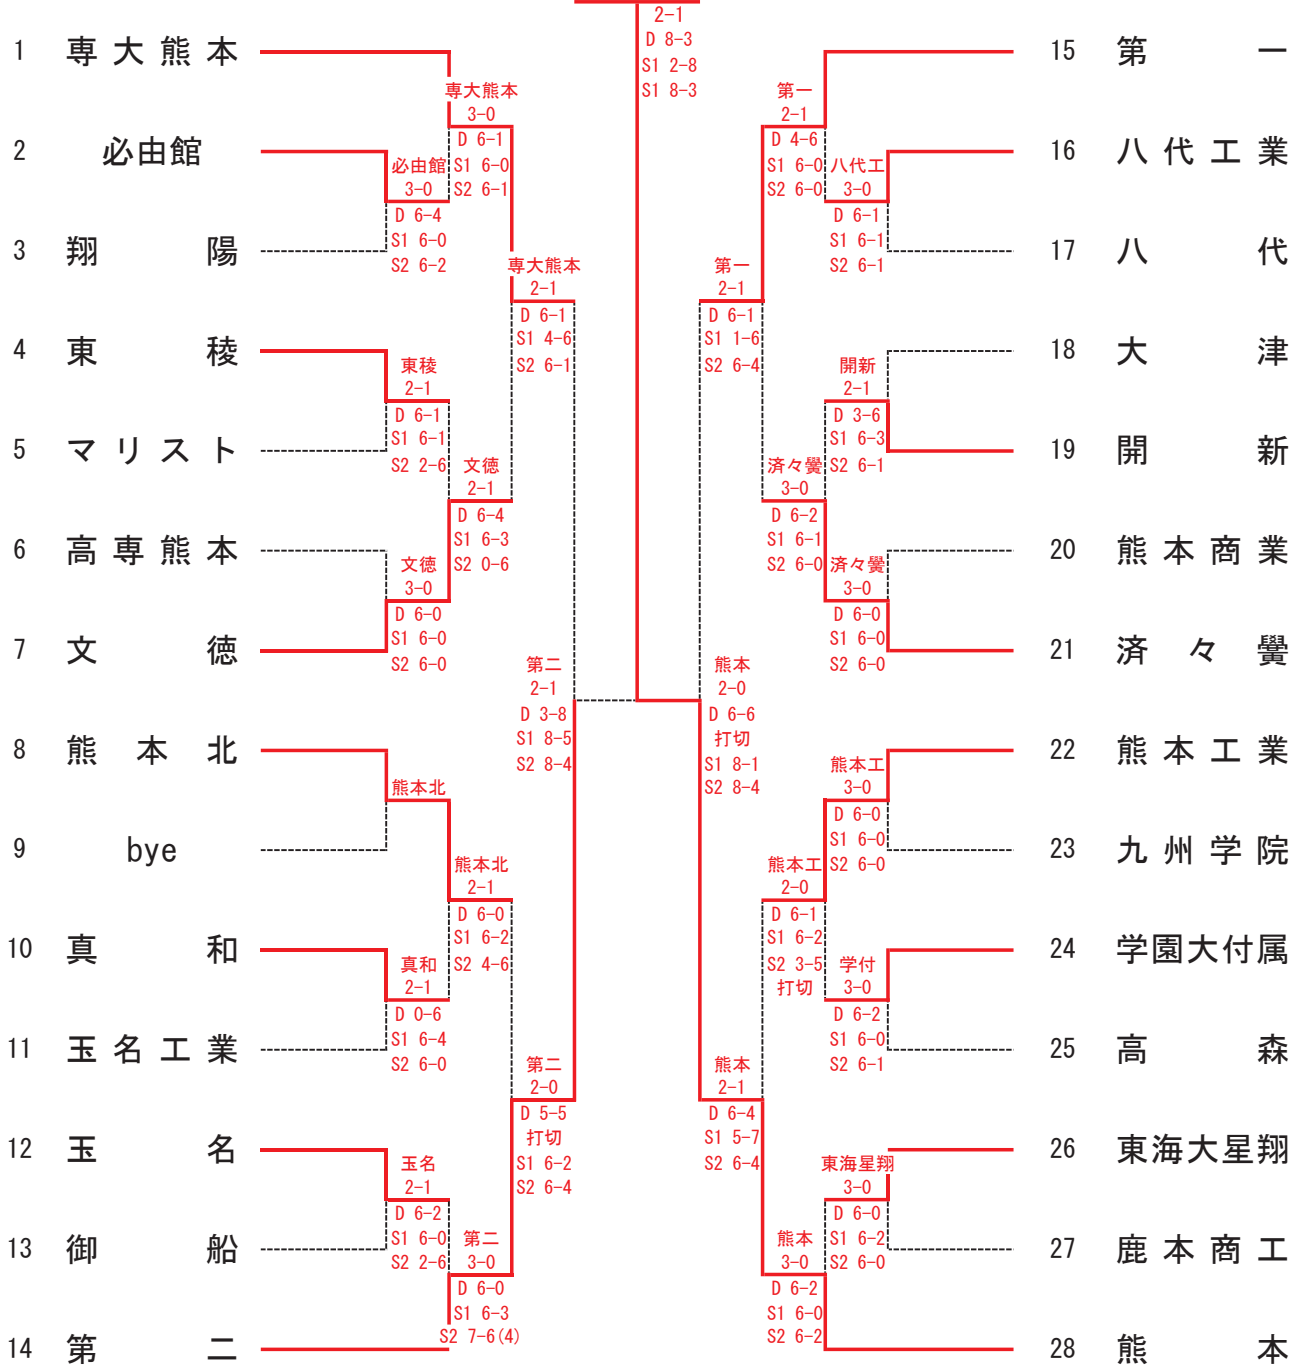 2-1
D 8-3
S1 2-8
S1 8-3
1 専大熊本
2 必由館
3 翔陽
4 東稜
5 マリスト
6 高専熊本
7 文徳
8 熊本北
9 bye
10 真和
11 玉名工業
12 玉名
13 御船
14 第二
必由館
3-0
D 6-4
S1 6-0
S2 6-2
東稜
2-1
D 6-1
S1 6-1
S2 2-6
文徳
3-0
D 6-0
S1 6-0
S2 6-0
熊本北
真和
2-1
D 0-6
S1 6-4
S2 6-0
玉名
2-1
D 6-2
S1 6-0
S2 2-6
専大熊本
3-0
D 6-1
S1 6-0
S2 6-1
文徳
2-1
D 6-4
S1 6-3
S2 0-6
熊本北
2-1
D 6-0
S1 6-2
S2 4-6
第二
3-0
D 6-0
S1 6-3
S2 7-6(4)
専大熊本
2-1
D 6-1
S1 4-6
S2 6-1
第二
2-0
D 5-5
打切
S1 6-2
S2 6-4
第二
2-1
D 3-8
S1 8-5
S2 8-4
熊本
2-0
D 6-6
打切
S1 8-1
S2 8-4
第一
2-1
D 6-1
S1 1-6
S2 6-4
熊本
2-1
D 6-4
S1 5-7
S2 6-4
第一
2-1
D 4-6
S1 6-0
S2 6-0
済々黌
3-0
D 6-2
S1 6-1
S2 6-0
熊本工
2-0
D 6-1
S1 6-2
S2 3-5
打切
熊本
3-0
D 6-2
S1 6-0
S2 6-2
八代工
3-0
D 6-1
S1 6-1
S2 6-1
開新
2-1
D 3-6
S1 6-3
S2 6-1
済々黌
3-0
D 6-0
S1 6-0
S2 6-0
熊本工
3-0
D 6-0
S1 6-0
S2 6-0
学付
3-0
D 6-2
S1 6-0
S2 6-1
東海星翔
3-0
D 6-0
S1 6-2
S2 6-0
15 第一
16 八代工業
17 八代
18 大津
19 開新
20 熊本商業
21 済々黌
22 熊本工業
23 九州学院
24 学園大付属
25 高森
26 東海大星翔
27 鹿本商工
28 熊本